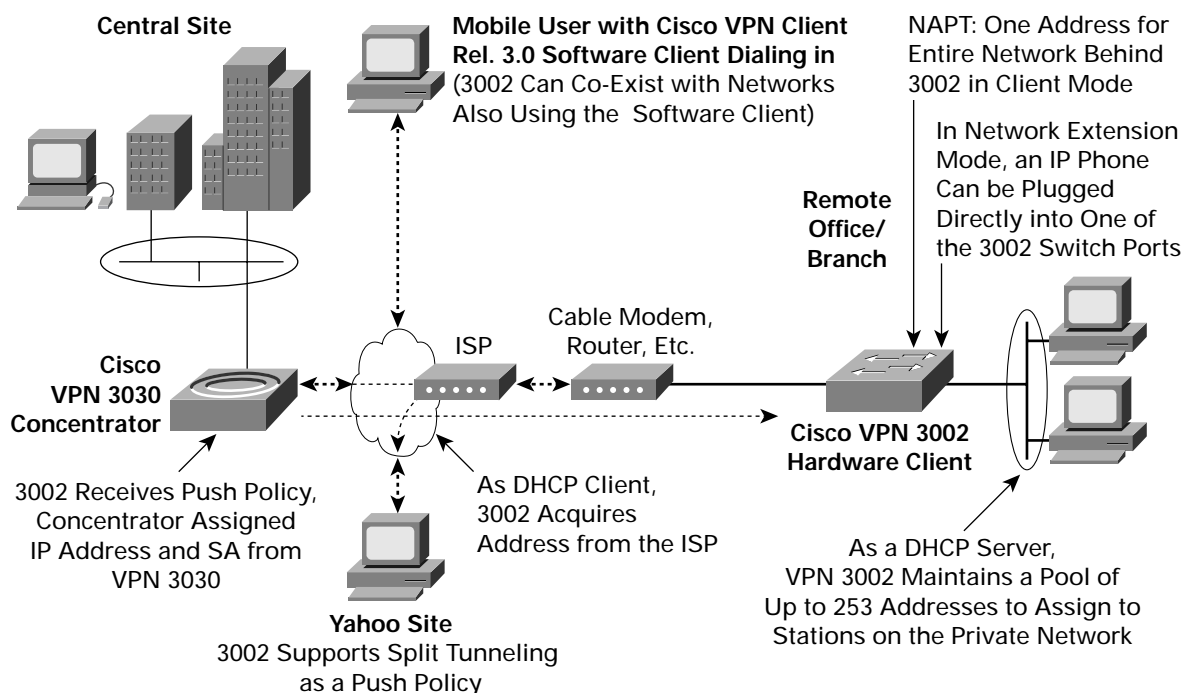 Central Site
Mobile User with Cisco VPN Client
Rel. 3.0 Software Client Dialing in
(3002 Can Co-Exist with Networks
Also Using the Software Client)
NAPT: One Address for
Entire Network Behind
3002 in Client Mode
In Network Extension
Mode, an IP Phone
Can be Plugged
Directly into One of
the 3002 Switch Ports
Remote
Office/
Branch
Cisco
VPN 3030
Concentrator
ISP
Cable Modem,
Router, Etc.
Cisco VPN 3002
Hardware Client
3002 Receives Push Policy,
Concentrator Assigned
IP Address and SA from
VPN 3030
As DHCP Client,
3002 Acquires
Address from the ISP
As a DHCP Server,
VPN 3002 Maintains a Pool of
Up to 253 Addresses to Assign to
Stations on the Private Network
Yahoo Site
3002 Supports Split Tunneling
as a Push Policy